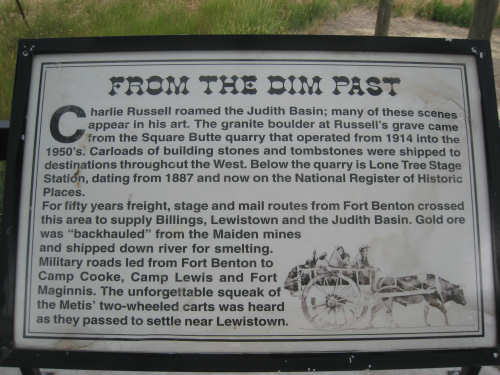 FROM THE DIM PAST
Charlie Russell roamed the Judith Basin; many of these scenes
appear in his art. The granite boulder at Russell's grave came
from the Square Butte quarry that operated from 1914 into the
1950's. Carloads of building stones and tombstones were shipped to
destinations throughcut the West. Below the quarry is Lone Tree Stage
Station, dating from 1887 and now on the National Register of Historic
Places.
For fifty years freight, stage and mail routes from Fort Benton crossed
this area to supply Billings, Lewistown and the Judith Basin. Gold ore
was "backhauled" from the Maiden mines
and shipped down river for smelting.
Military roads led from Fort Benton to
Camp Cooke, Camp Lewis and Fort
Maginnis. The unforgettable squeak of
the Metis' two-wheeled carts was heard
as they passed to settle near Lewistown.